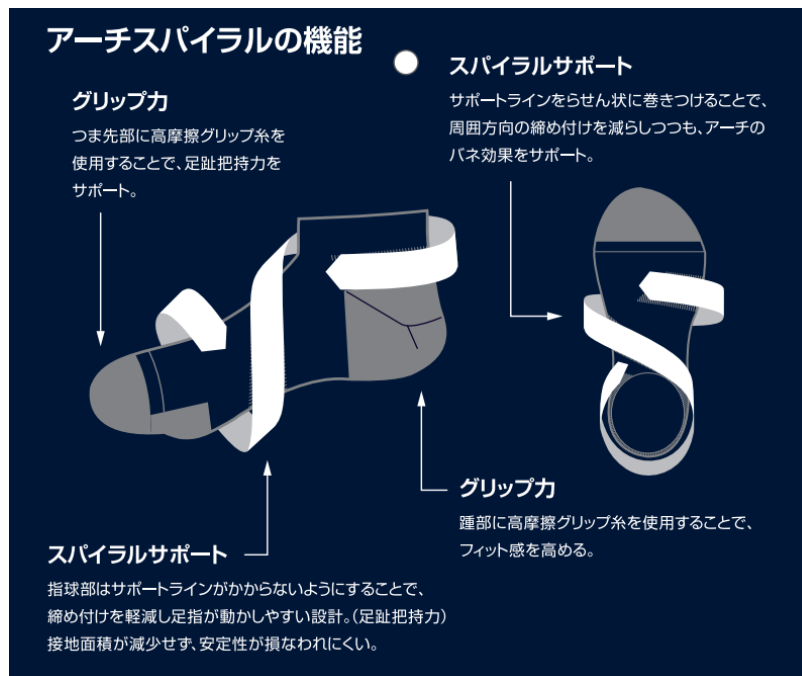 アーチスパイラルの機能
グリップ力
つま先部に高摩擦グリップ糸を
使用することで、足趾把持力を
サポート。
スパイラルサポート
サポートラインをらせん状に巻きつけることで、
周囲方向の締め付けを減らしつつも、アーチの
バネ効果をサポート。
グリップ力
踵部に高摩擦グリップ糸を使用することで、
フィット感を高める。
スパイラルサポート
指球部はサポートラインがかからないようにすることで、
締め付けを軽減し足指が動かしやすい設計。(足趾把持力)
接地面積が減少せず、安定性が損なわれにくい。